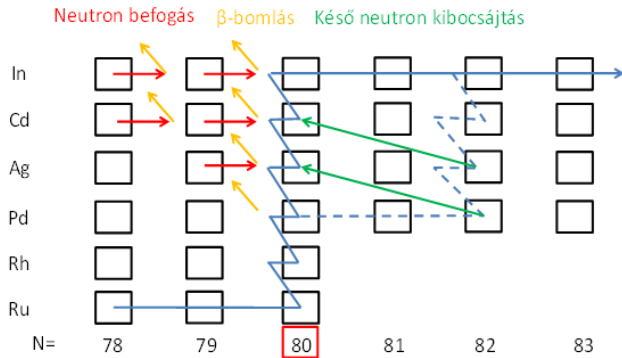 Neutron befogás β-bomlás Késő neutron kibocsájtás
In
Cd
Ag
Pd
Rh
Ru
N= 78 79 80 81 82 83